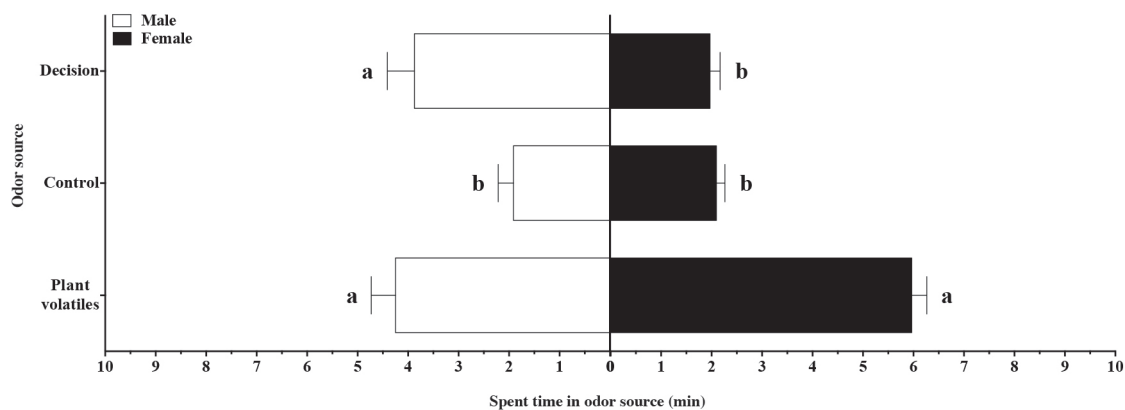 Male
Female
Decision
a
b
Control
b
b
Plant
volatiles
a
a
Odor source
10 9 8 7 6 5 4 3 2 1 0 1 2 3 4 5 6 7 8 9 10
Spent time in odor source (min)